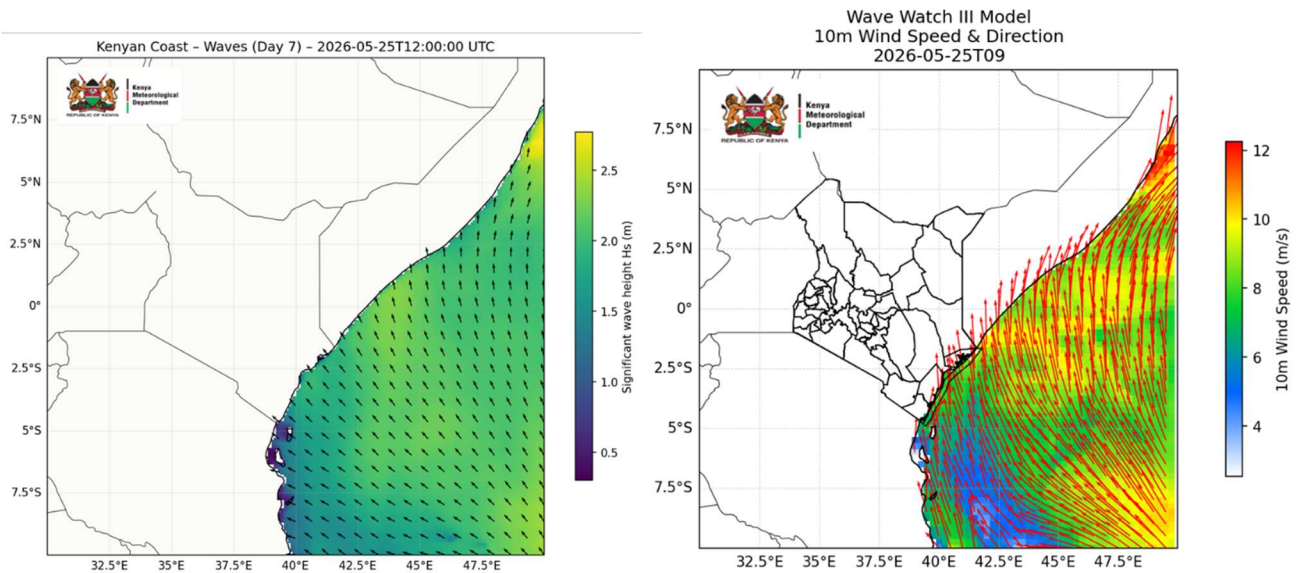 Kenyan Coast – Waves (Day 7) – 2026-05-25T12:00:00 UTC
Kenya
Meteorological
Department
REPUBLIC OF KENYA
7.5°N
5°N
2.5°N
0°
2.5°S
5°S
7.5°S
32.5°E 35°E 37.5°E 40°E 42.5°E 45°E 47.5°E
2.5
2.0
1.5
1.0
0.5
Significant wave height Hs (m)
Wave Watch III Model
10m Wind Speed & Direction
2026-05-25T09
Kenya
Meteorological
Department
REPUBLIC OF KENYA
7.5°N
5°N
2.5°N
0°
2.5°S
5°S
7.5°S
32.5°E 35°E 37.5°E 40°E 42.5°E 45°E 47.5°E
12
10
8
6
4
10m Wind Speed (m/s)